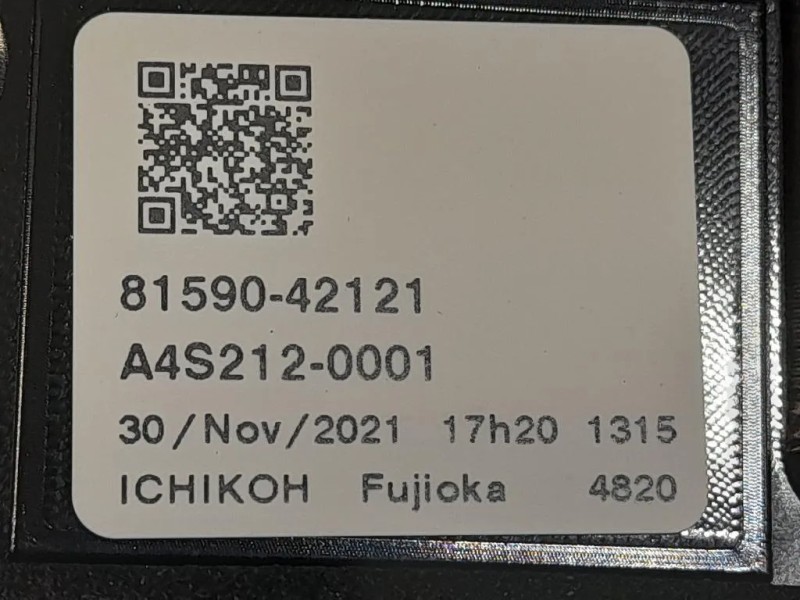 81590-42121
A4S212-0001
30/Nov/2021 17h20 1315
ICHIKOH Fujioka 4820